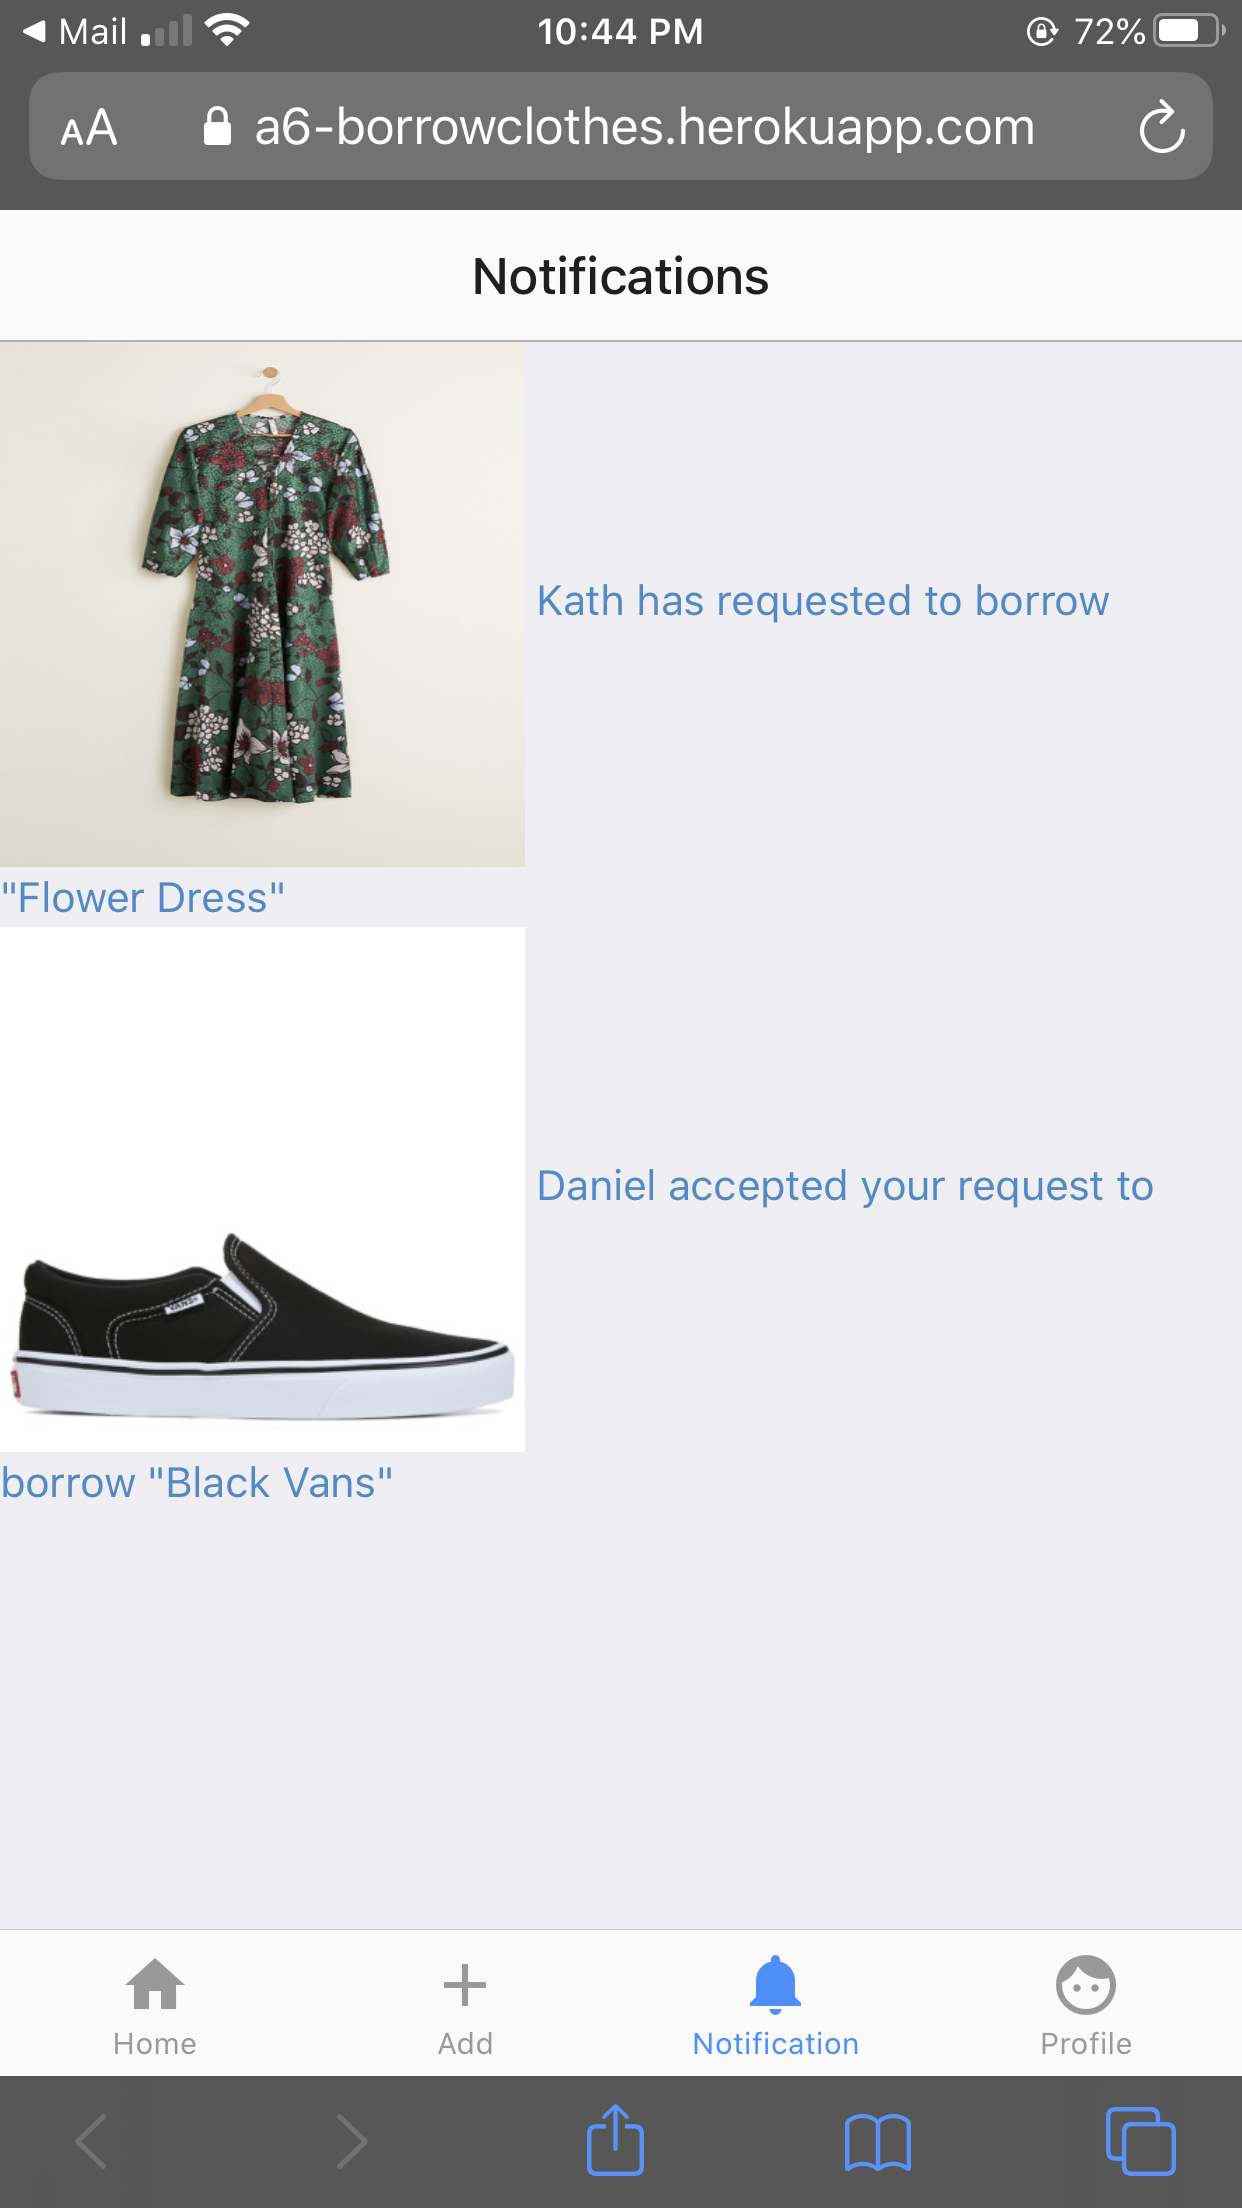 Mail
10:44 PM
72%
AA
a6-borrowclothes.herokuapp.com
Notifications
Kath has requested to borrow
"Flower Dress"
Daniel accepted your request to
VANS
borrow "Black Vans"
Home
Add
Notification
Profile